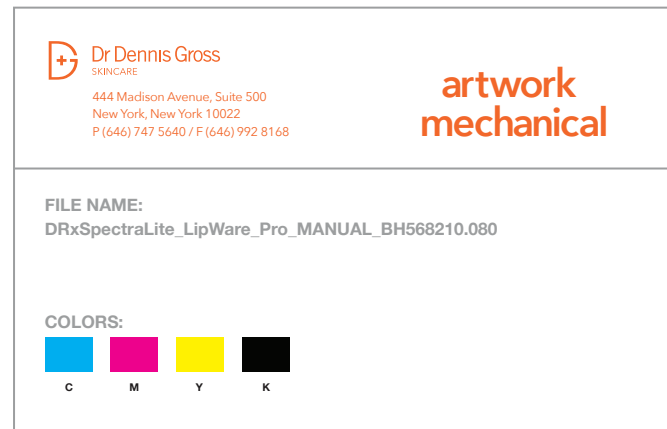 Dr Dennis Gross
SKINCARE
444 Madison Avenue, Suite 500
New York, New York 10022
P (646) 747 5640 / F (646) 992 8168
artwork
mechanical
FILE NAME:
DRxSpectraLite_LipWare_Pro_MANUAL_BH568210.080
COLORS:
C M Y K